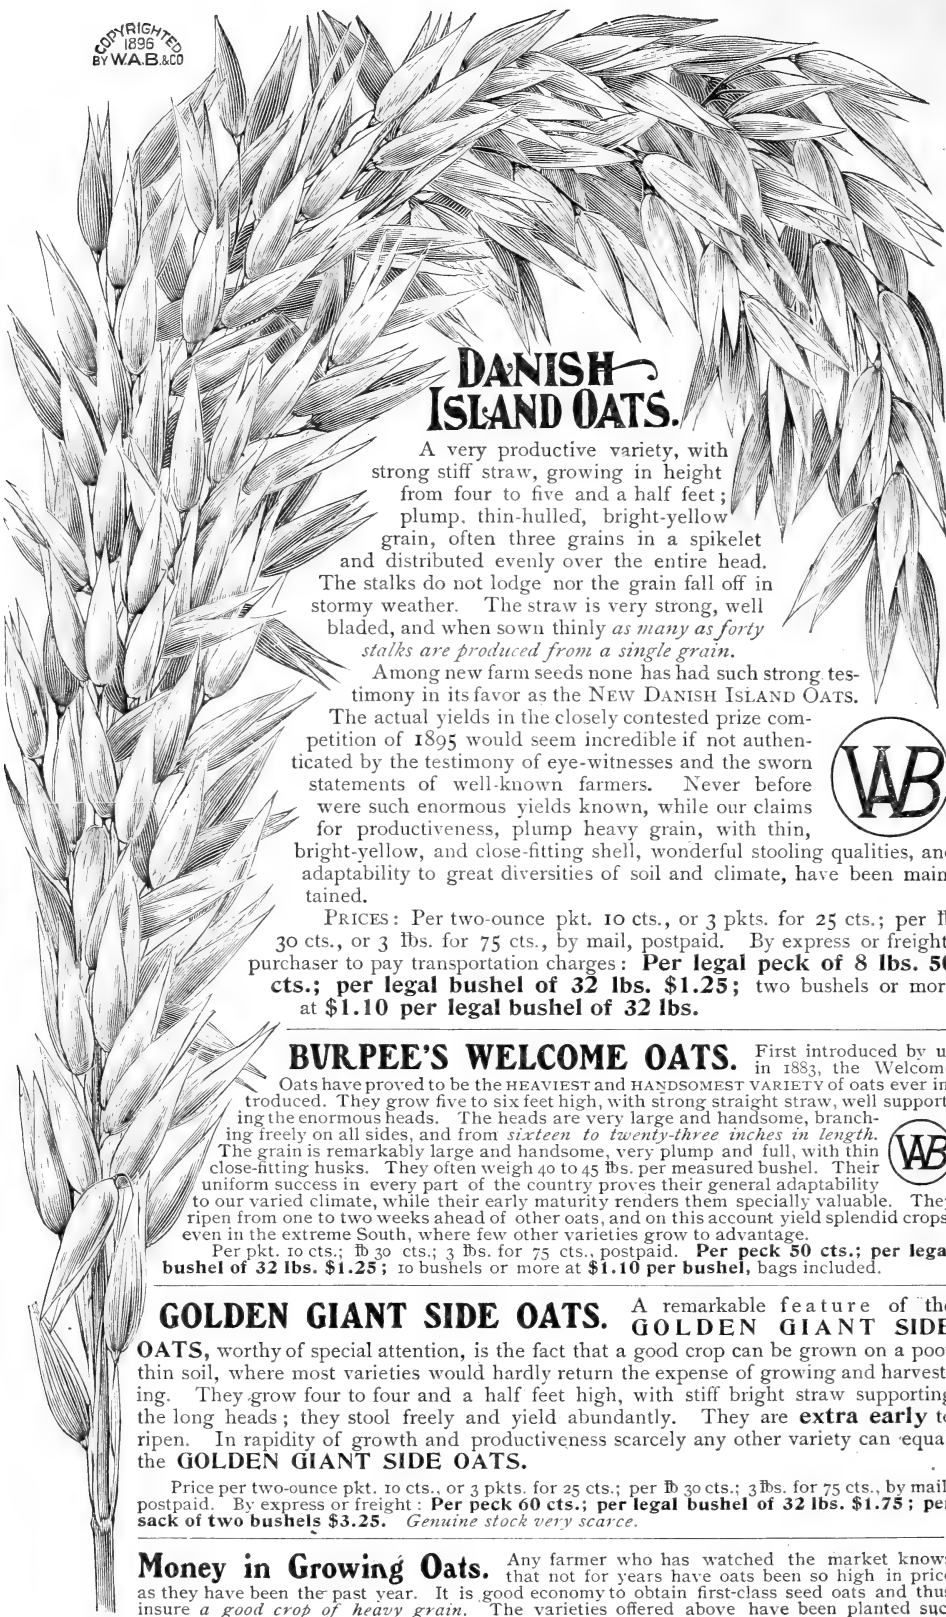 COPYRIGHTED
1896
BY W.A.B.&CO
DANISH
ISLAND OATS.
A very productive variety, with
strong stiff straw, growing in height
from four to five and a half feet;
plump, thin-hulled, bright-yellow
grain, often three grains in a spikelet
and distributed evenly over the entire head.
The stalks do not lodge nor the grain fall off in
stormy weather. The straw is very strong, well
bladed, and when sown thinly as many as forty
stalks are produced from a single grain.
Among new farm seeds none has had such strong tes-
timony in its favor as the NEW DANISH ISLAND OATS.
The actual yields in the closely contested prize com-
petition of 1895 would seem incredible if not authen-
ticated by the testimony of eye-witnesses and the sworn
statements of well-known farmers. Never before
were such enormous yields known, while our claims
for productiveness, plump heavy grain, with thin,
WAB
bright-yellow, and close-fitting shell, wonderful stooling qualities, an
adaptability to great diversities of soil and climate, have been main
tained.
PRICES: Per two-ounce pkt. 10 cts., or 3 pkts. for 25 cts.; per
30 cts., or 3 lbs. for 75 cts., by mail, postpaid. By express or freight
purchaser to pay transportation charges: Per legal peck of 8 lbs. 50
cts.; per legal bushel of 32 lbs. $1.25; two bushels or mor
at $1.10 per legal bushel of 32 lbs.
BURPEE'S WELCOME OATS. First introduced by u
in 1883, the Welcom
Oats have proved to be the HEAVIEST and HANDSOMEST VARIETY of oats ever in
troduced. They grow five to six feet high, with strong straight straw, well support
ing the enormous heads. The heads are very large and handsome, branch-
ing freely on all sides, and from sixteen to twenty-three inches in length.
The grain is remarkably large and handsome, very plump and full, with thin
close-fitting husks. They often weigh 40 to 45 lbs. per measured bushel. Their
WAB
uniform success in every part of the country proves their general adaptability
to our varied climate, while their early maturity renders them specially valuable. The
ripen from one to two weeks ahead of other oats, and on this account yield splendid crops
even in the extreme South, where few other varieties grow to advantage.
Per pkt. 10 cts.; lb 30 cts.; 3 lbs. for 75 cts., postpaid. Per peck 50 cts.; per lega
bushel of 32 lbs. $1.25; 10 bushels or more at $1.10 per bushel, bags included.
GOLDEN GIANT SIDE OATS. A remarkable feature of th
GOLDEN GIANT SIDE
OATS, worthy of special attention, is the fact that a good crop can be grown on a poo
thin soil, where most varieties would hardly return the expense of growing and harvest
ing. They grow four to four and a half feet high, with stiff bright straw supporting
the long heads; they stool freely and yield abundantly. They are extra early to
ripen. In rapidity of growth and productiveness scarcely any other variety can equa
the GOLDEN GIANT SIDE OATS.
Price per two-ounce pkt. 10 cts., or 3 pkts. for 25 cts.; per lb 30 cts.; 3 lbs. for 75 cts., by mail
postpaid. By express or freight: Per peck 60 cts.; per legal bushel of 32 lbs. $1.75; pe
sack of two bushels $3.25. Genuine stock very scarce.
Money in Growing Oats. Any farmer who has watched the market know
that not for years have oats been so high in pric
as they have been the past year. It is good economy to obtain first-class seed oats and thu
insure a good crop of heavy grain. The varieties offered above have been planted suc